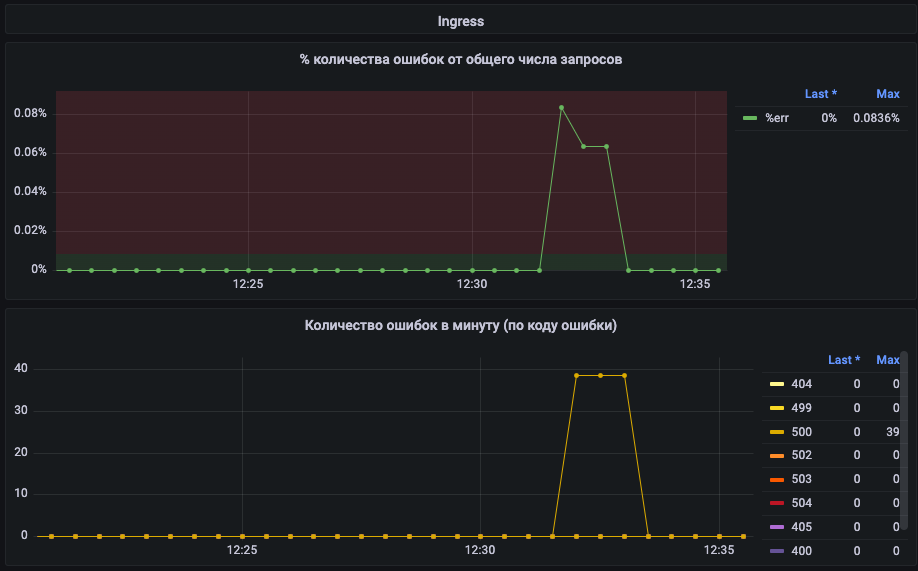 Ingress
% количества ошибок от общего числа запросов
Last * Max
%err 0% 0.0836%
0.08%
0.06%
0.04%
0.02%
0%
12:25 12:30 12:35
Количество ошибок в минуту (по коду ошибки)
Last * Max
404 0 0
499 0 0
500 0 39
502 0 0
503 0 0
504 0 0
405 0 0
400 0 0
40
30
20
10
0
12:25 12:30 12:35